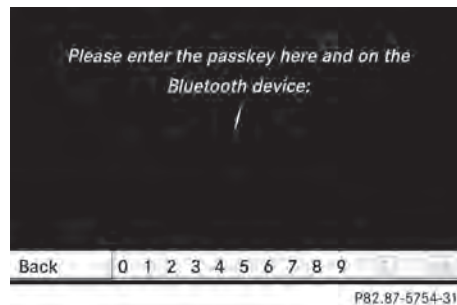 Please enter the passkey here and on the
Bluetooth device:
Back 0 1 2 3 4 5 6 7 8 9
P82.87-5754-31